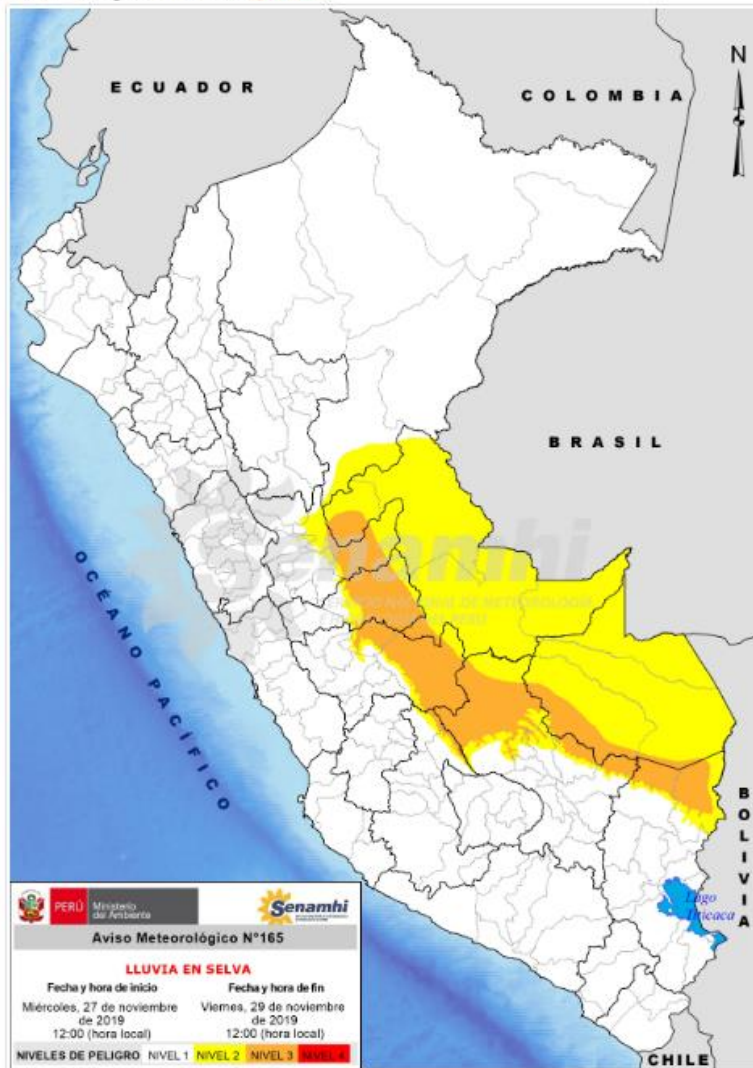 ECUADOR
COLOMBIA
N
BRASIL
Senamhi
OCÉANO PACÍFICO
BOLIVIA
Lago
Titicaca
PERÚ
Ministerio
del Ambiente
Senamhi
Aviso Meteorológico N°165
LLUVIA EN SELVA
Fecha y hora de inicio
Miércoles, 27 de noviembre
de 2019
12:00 (hora local)
Fecha y hora de fin
Viernes, 29 de noviembre
de 2019
12:00 (hora local)
NIVELES DE PELIGRO NIVEL 1 NIVEL 2 NIVEL 3 NIVEL 4
CHILE